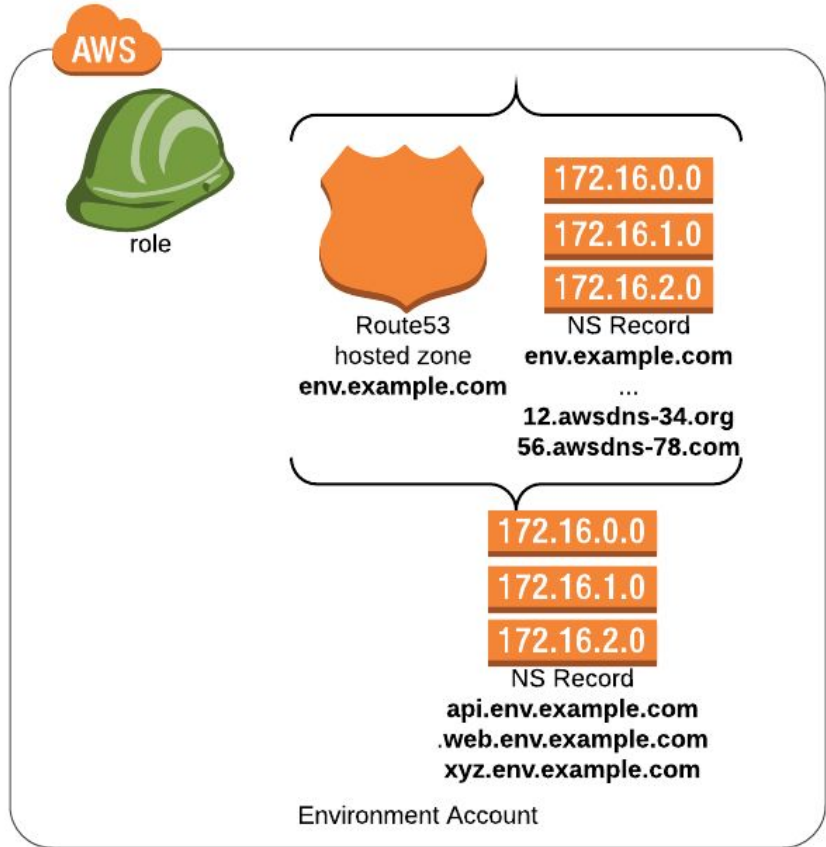 AWS
role
172.16.0.0
172.16.1.0
172.16.2.0
Route53
hosted zone
env.example.com
NS Record
env.example.com
...
12.awsdns-34.org
56.awsdns-78.com
172.16.0.0
172.16.1.0
172.16.2.0
NS Record
api.env.example.com
.web.env.example.com
xyz.env.example.com
Environment Account